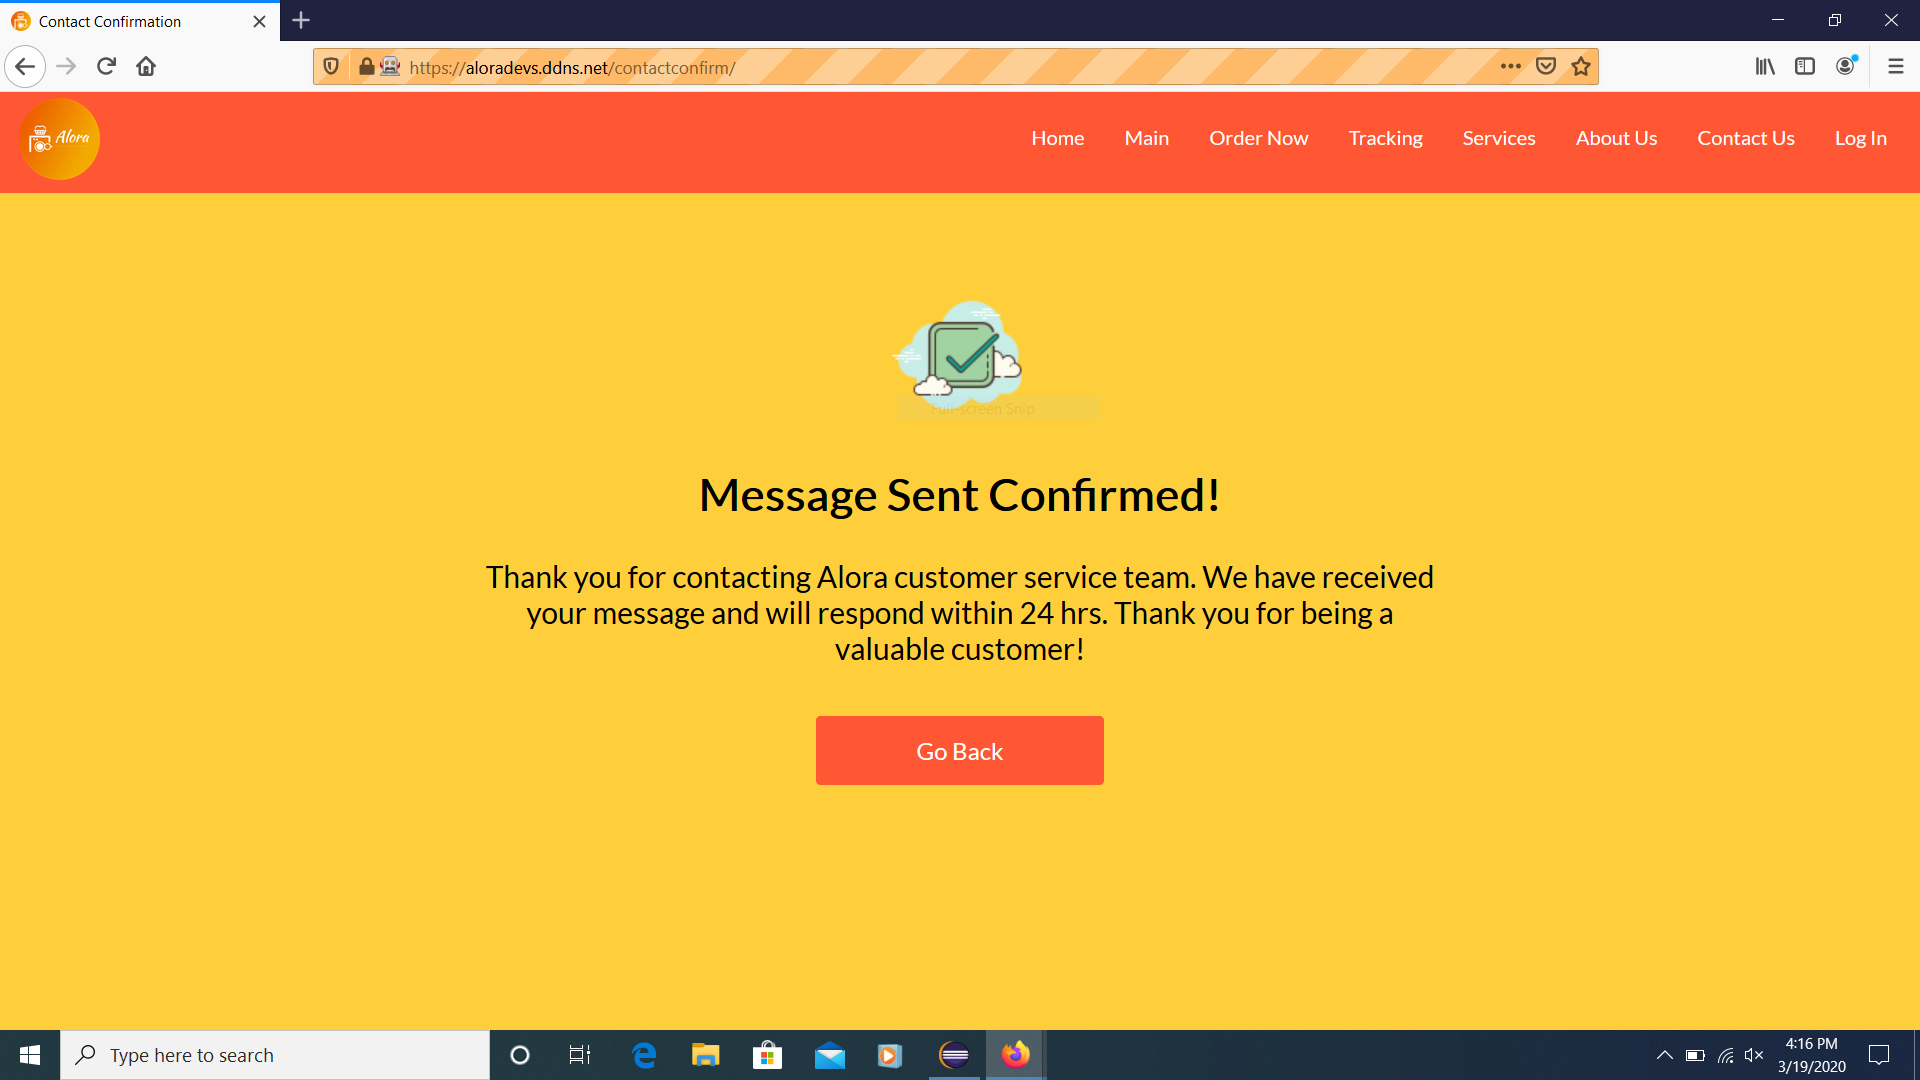 Contact Confirmation
https://aloradevs.ddns.net/contactconfirm/
Alora
Home Main Order Now Tracking Services About Us Contact Us Log In
Full-screen Snip
Message Sent Confirmed!
Thank you for contacting Alora customer service team. We have received
your message and will respond within 24 hrs. Thank you for being a
valuable customer!
Go Back
Type here to search
4:16 PM
3/19/2020